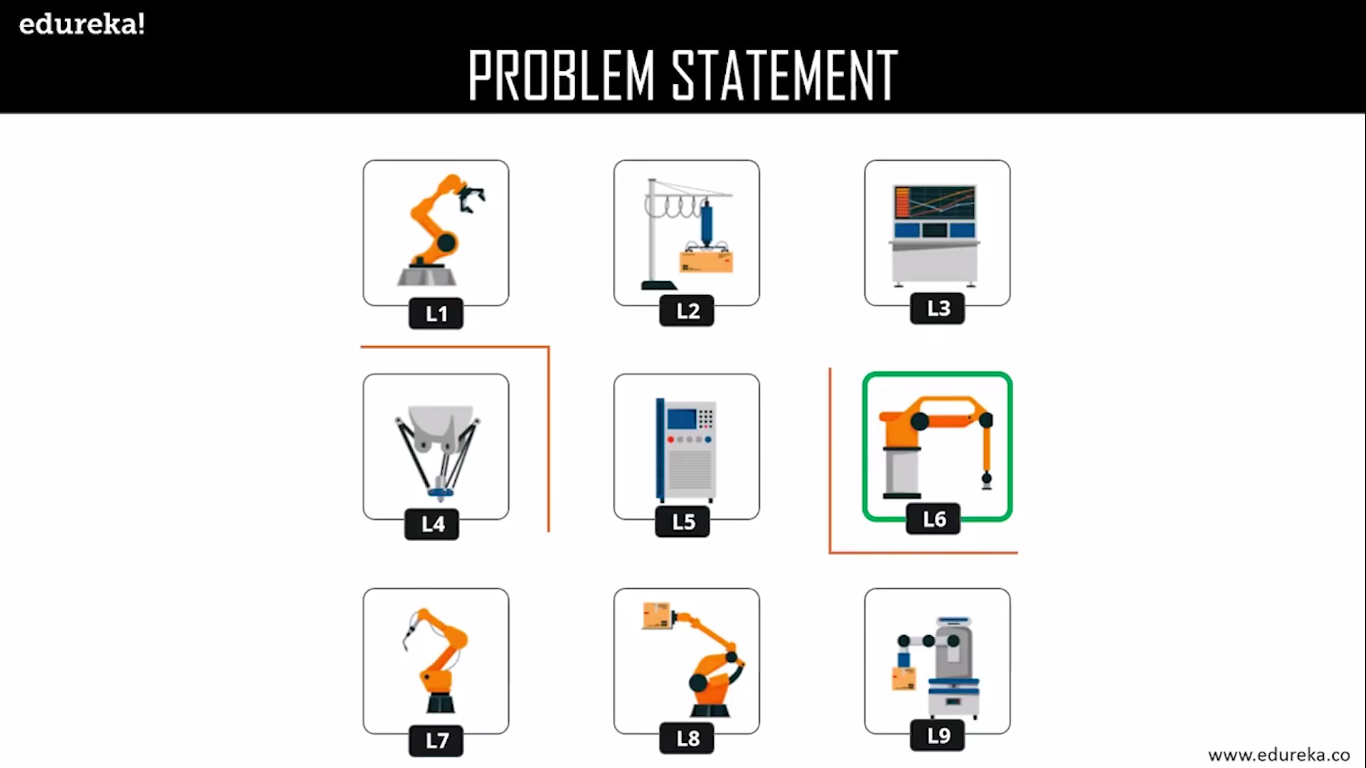 edureka!
PROBLEM STATEMENT
L1
L2
L3
L4
L5
L6
L7
L8
L9
www.edureka.co